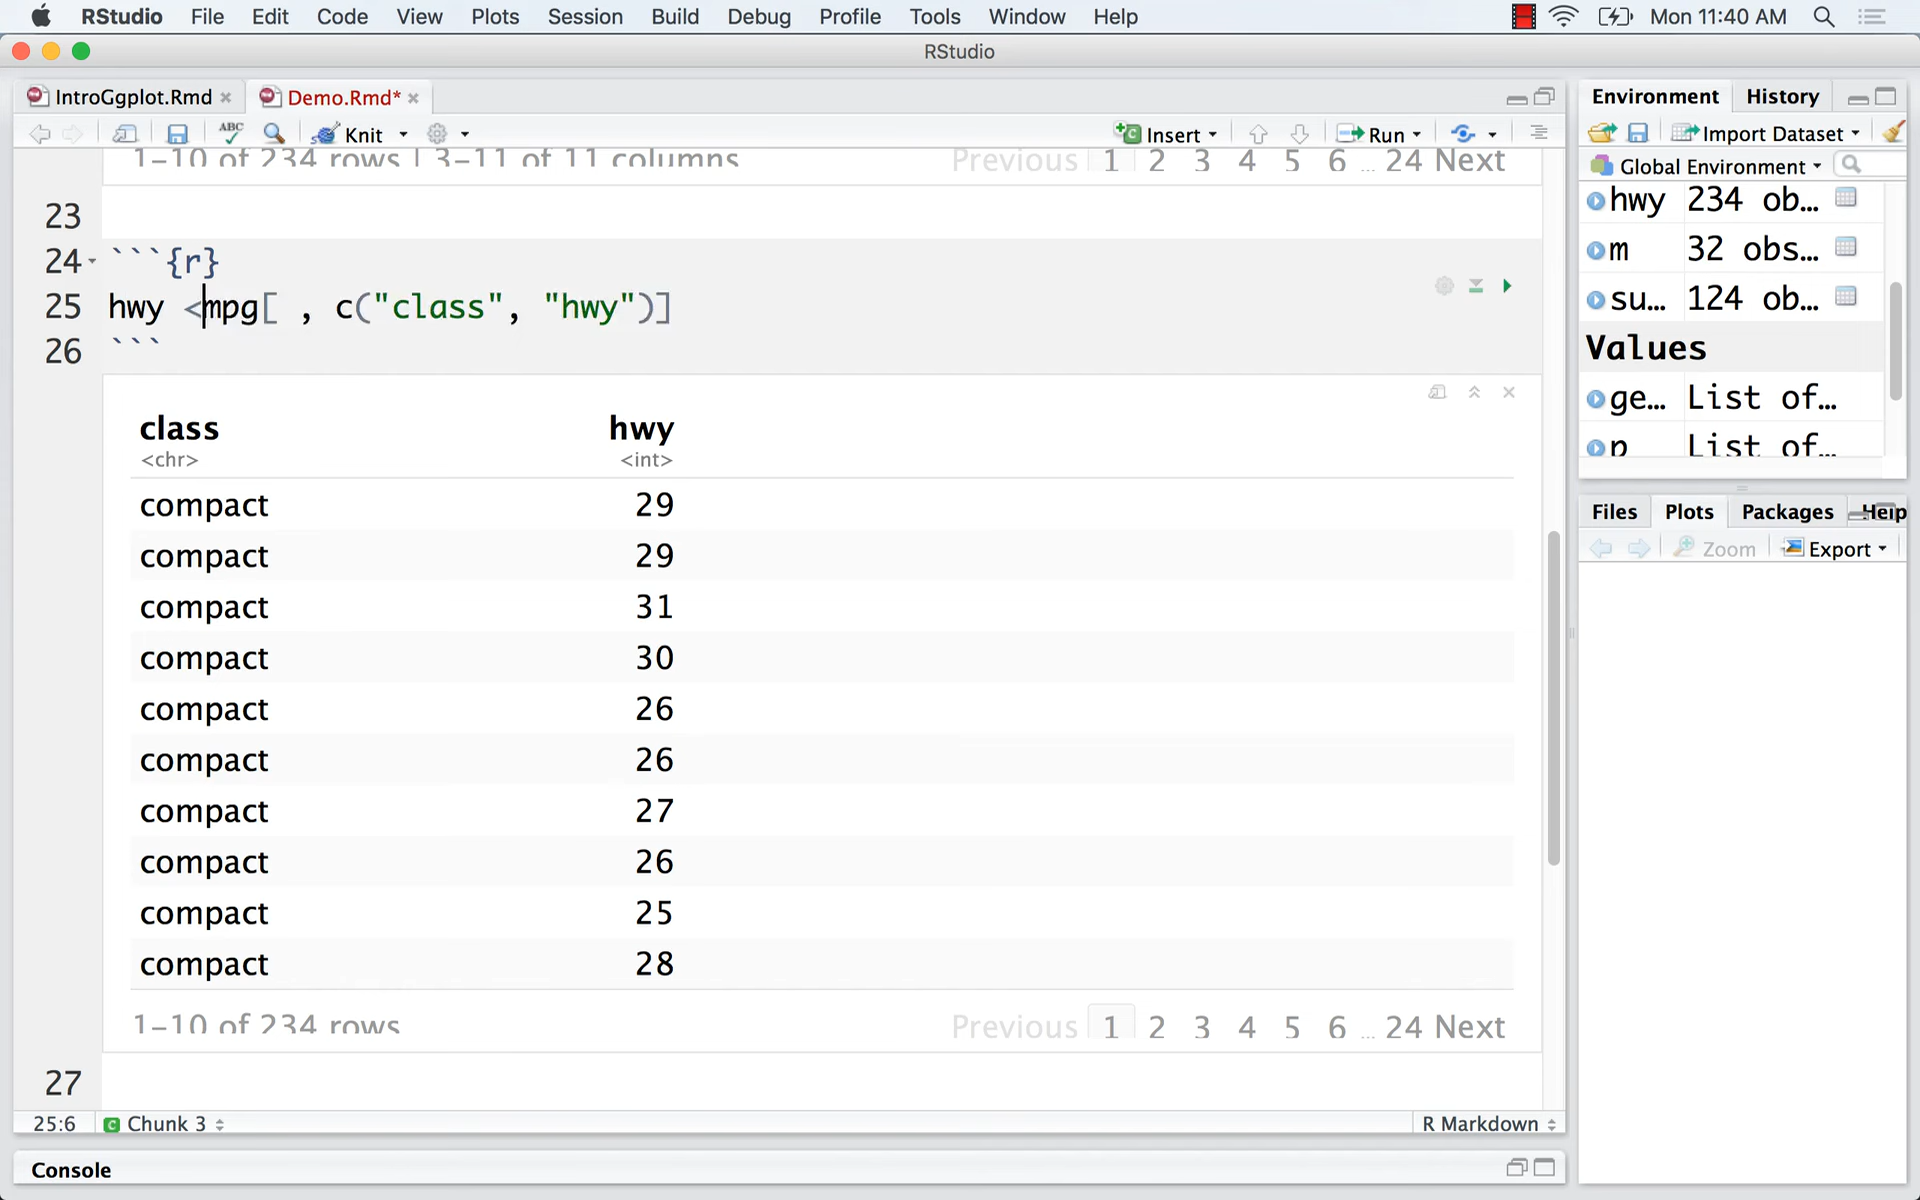 RStudio File Edit Code View Plots Session Build Debug Profile Tools Window Help Mon 11:40 AM
RStudio
IntroGgplot.Rmd Demo.Rmd*
ABC Knit Insert Run
1-10 of 234 rows | 3-11 of 11 columns Previous 1 2 3 4 5 6 ... 24 Next
23
24 ```{r}
25 hwy <mpg[ , c("class", "hwy")]
26 ```
class hwy
<chr> <int>
compact 29
compact 29
compact 31
compact 30
compact 26
compact 26
compact 27
compact 26
compact 25
compact 28
1-10 of 234 rows Previous 1 2 3 4 5 6 ... 24 Next
27
25:6 C Chunk 3 R Markdown
Console
Environment History
Import Dataset
Global Environment
hwy 234 ob...
m 32 obs...
su... 124 ob...
Values
ge... List of...
p List of...
Files Plots Packages Help
Zoom Export